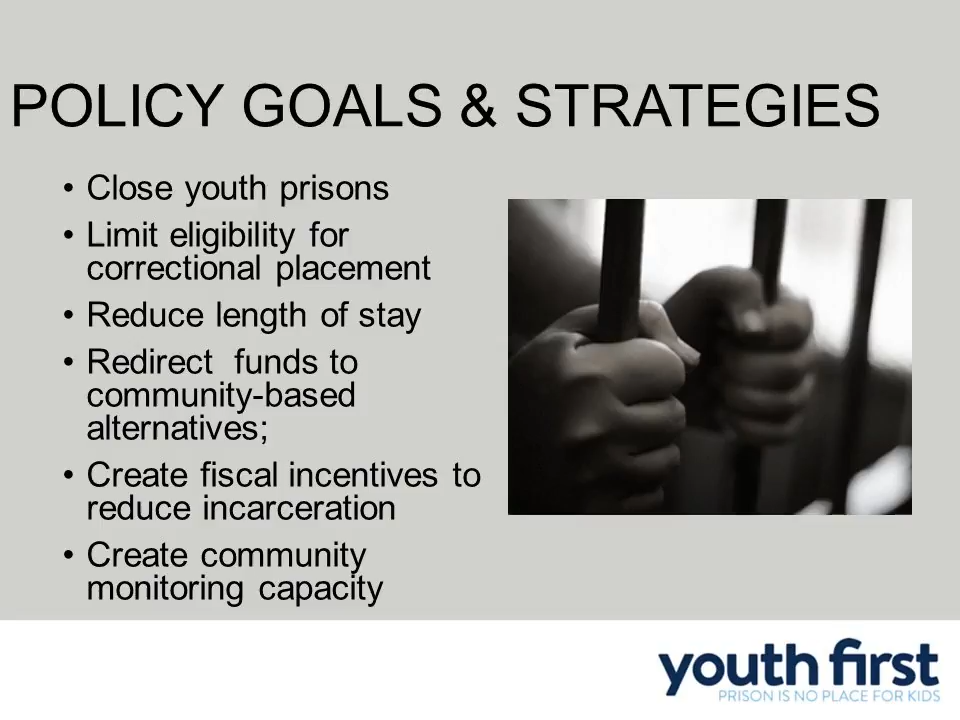 POLICY GOALS & STRATEGIES
• Close youth prisons
• Limit eligibility for
correctional placement
• Reduce length of stay
• Redirect  funds to
community-based
alternatives;
• Create fiscal incentives to
reduce incarceration
• Create community
monitoring capacity
youth first
PRISON IS NO PLACE FOR KIDS